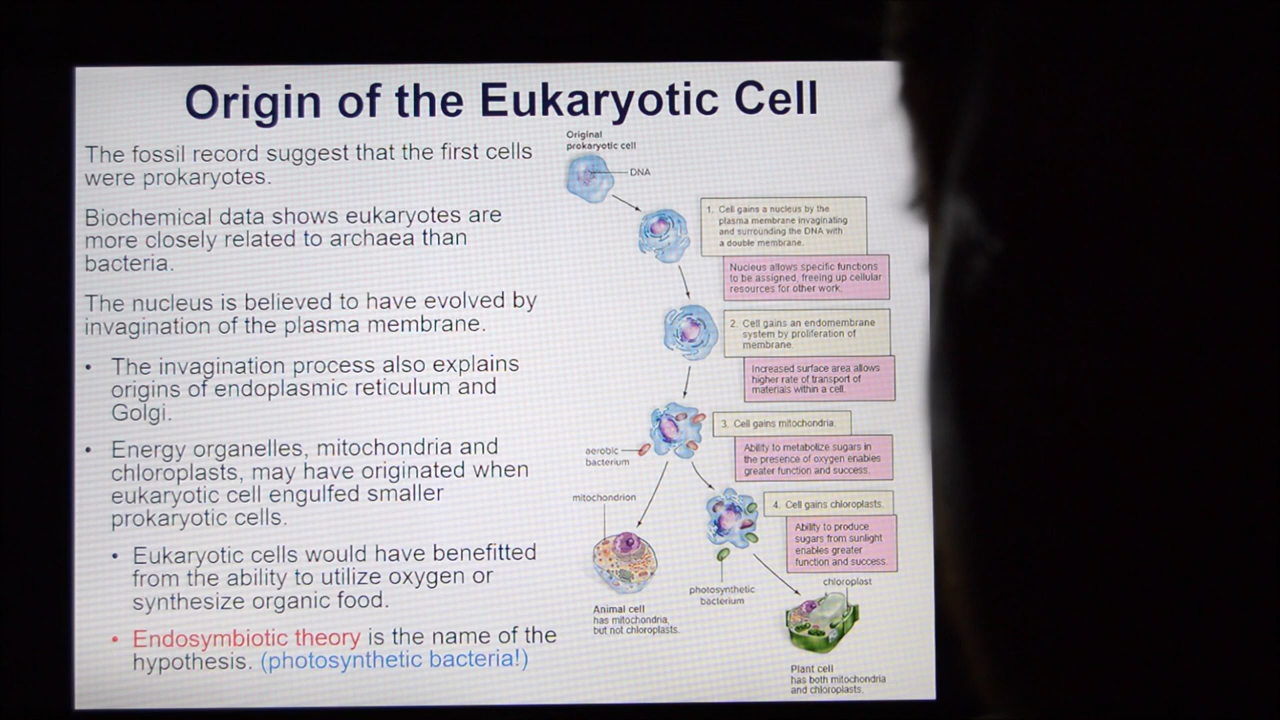 Origin of the Eukaryotic Cell
The fossil record suggest that the first cells
were prokaryotes.
Biochemical data shows eukaryotes are
more closely related to archaea than
bacteria.
The nucleus is believed to have evolved by
invagination of the plasma membrane.
• The invagination process also explains
origins of endoplasmic reticulum and
Golgi.
• Energy organelles, mitochondria and
chloroplasts, may have originated when
eukaryotic cell engulfed smaller
prokaryotic cells.
• Eukaryotic cells would have benefitted
from the ability to utilize oxygen or
synthesize organic food.
• Endosymbiotic theory is the name of the
hypothesis. (photosynthetic bacteria!)
Original
prokaryotic cell
DNA
1. Cell gains a nucleus by the
plasma membrane invaginating
and surrounding the DNA with
a double membrane.
Nucleus allows specific functions
to be assigned, freeing up cellular
resources for other work.
2. Cell gains an endomembrane
system by proliferation of
membrane.
Increased surface area allows
higher rate of transport of
materials within a cell.
3. Cell gains mitochondria.
aerobic
bacterium
Ability to metabolize sugars in
the presence of oxygen enables
greater function and success.
mitochondrion
4. Cell gains chloroplasts.
Ability to produce
sugars from sunlight
enables greater
function and success.
photosynthetic
bacterium
chloroplast
Animal cell
has mitochondria,
but not chloroplasts.
Plant cell
has both mitochondria
and chloroplasts.